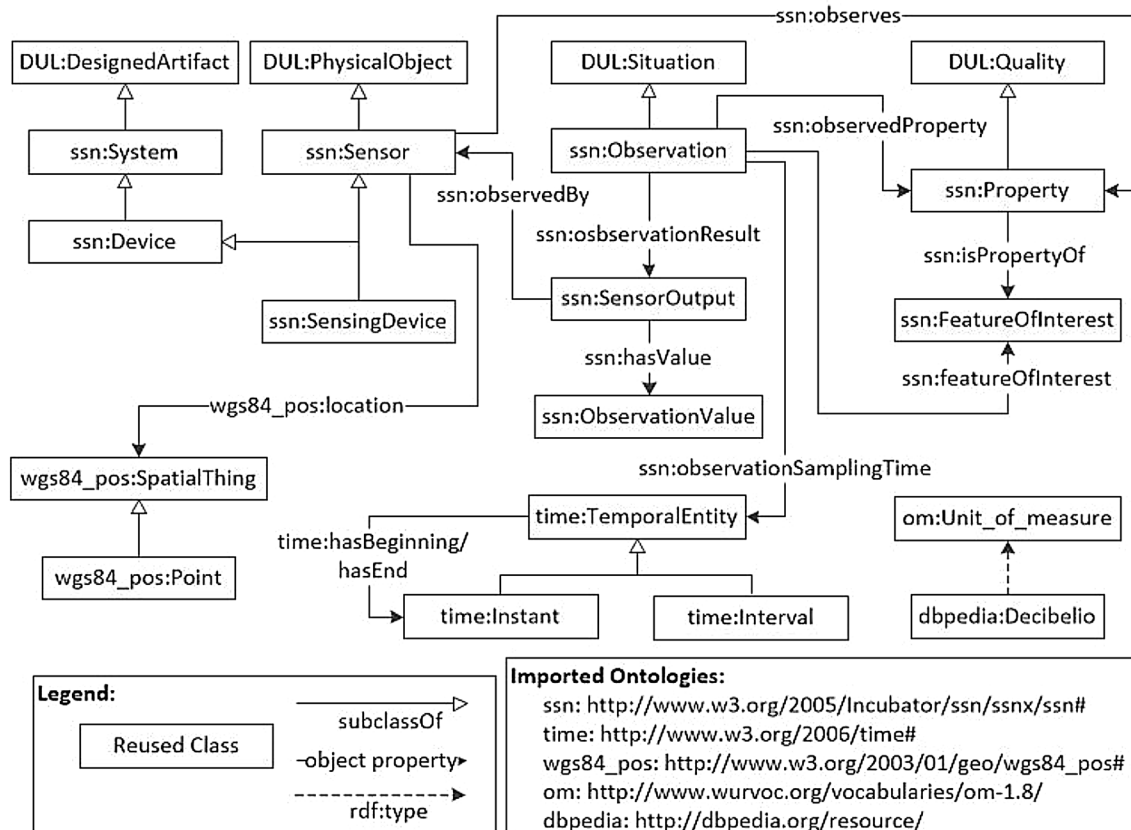 ssn:observes
DUL:DesignedArtifact
DUL:PhysicalObject
DUL:Situation
DUL:Quality
ssn:observedProperty
ssn:System
ssn:Sensor
ssn:Observation
ssn:observedBy
ssn:Property
ssn:Device
ssn:osbservationResult
ssn:isPropertyOf
ssn:SensorOutput
ssn:SensingDevice
ssn:FeatureOfInterest
ssn:hasValue
ssn:featureOfInterest
wgs84_pos:location
ssn:ObservationValue
wgs84_pos:SpatialThing
ssn:observationSamplingTime
time:TemporalEntity
om:Unit_of_measure
time:hasBeginning/
hasEnd
wgs84_pos:Point
time:Instant
time:Interval
dbpedia:Decibelio
Legend:
subclassOf
Reused Class
object property
rdf:type
Imported Ontologies:
ssn: http://www.w3.org/2005/Incubator/ssn/ssnx/ssn#
time: http://www.w3.org/2006/time#
wgs84_pos: http://www.w3.org/2003/01/geo/wgs84_pos#
om: http://www.wurvoc.org/vocabularies/om-1.8/
dbpedia: http://dbpedia.org/resource/